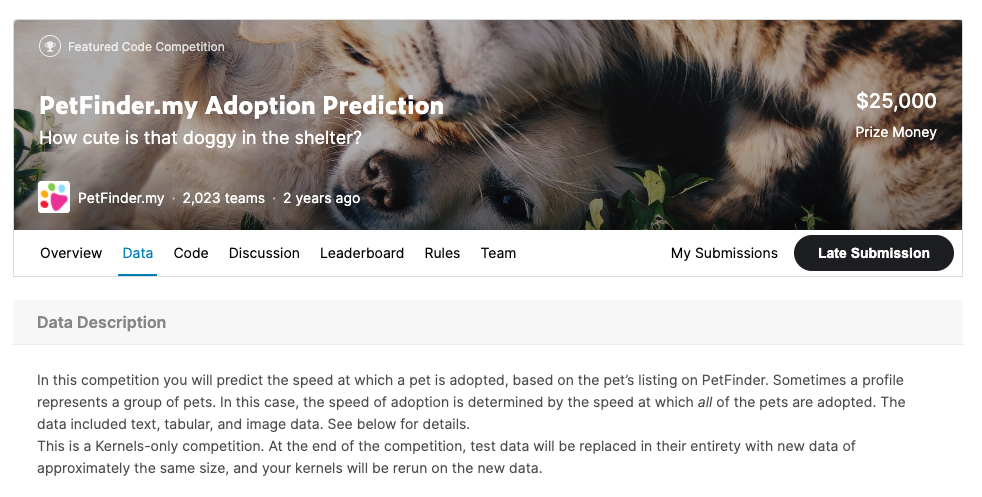 Featured Code Competition
PetFinder.my Adoption Prediction
$25,000
How cute is that doggy in the shelter?
Prize Money
PetFinder.my · 2,023 teams · 2 years ago
Overview Data Code Discussion Leaderboard Rules Team My Submissions Late Submission
Data Description
In this competition you will predict the speed at which a pet is adopted, based on the pet’s listing on PetFinder. Sometimes a profile
represents a group of pets. In this case, the speed of adoption is determined by the speed at which all of the pets are adopted. The
data included text, tabular, and image data. See below for details.
This is a Kernels-only competition. At the end of the competition, test data will be replaced in their entirety with new data of
approximately the same size, and your kernels will be rerun on the new data.